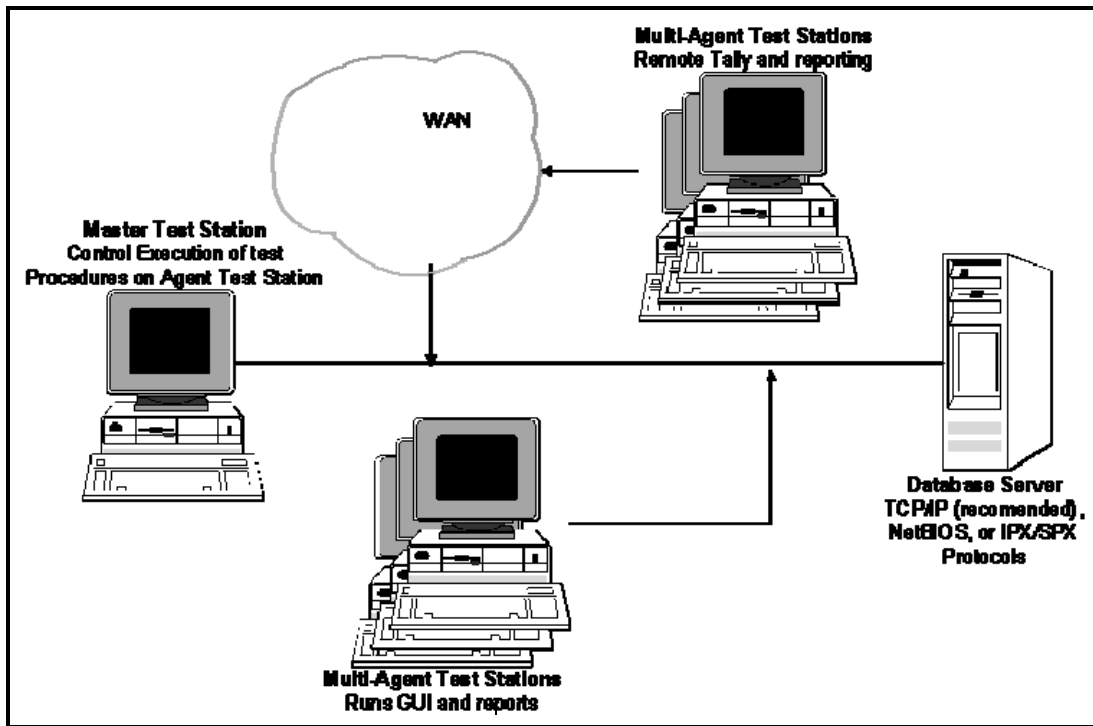 Multi-Agent Test Stations
Remote Tally and reporting
WAN
Master Test Station
Control Execution of test
Procedures on Agent Test Station
Database Server
TCP/IP (recomended) ,
NetBIOS, or IPX/SPX
Protocols
Multi-Agent Test Stations
Runs GUI and reports